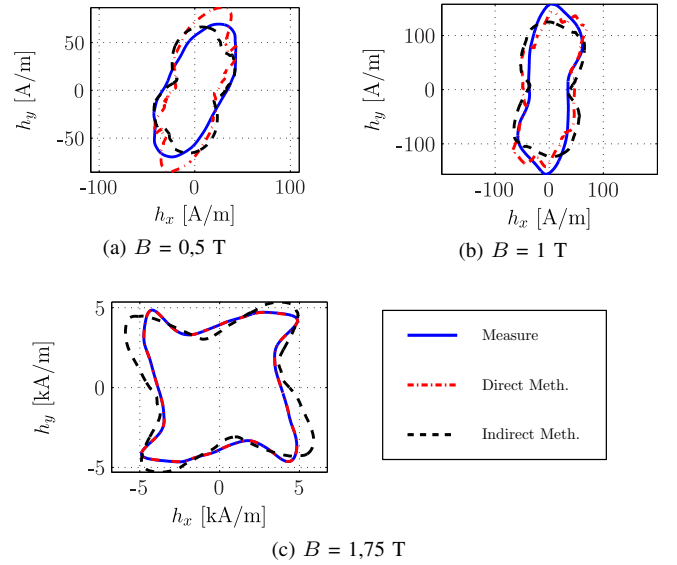 50
0
-50
-100
0
100
h_y [A/m]
h_x [A/m]
(a) B = 0,5 T
100
0
-100
-100
0
100
h_y [A/m]
h_x [A/m]
(b) B = 1 T
5
0
-5
-5
0
5
h_y [kA/m]
h_x [kA/m]
Measure
Direct Meth.
Indirect Meth.
(c) B = 1,75 T